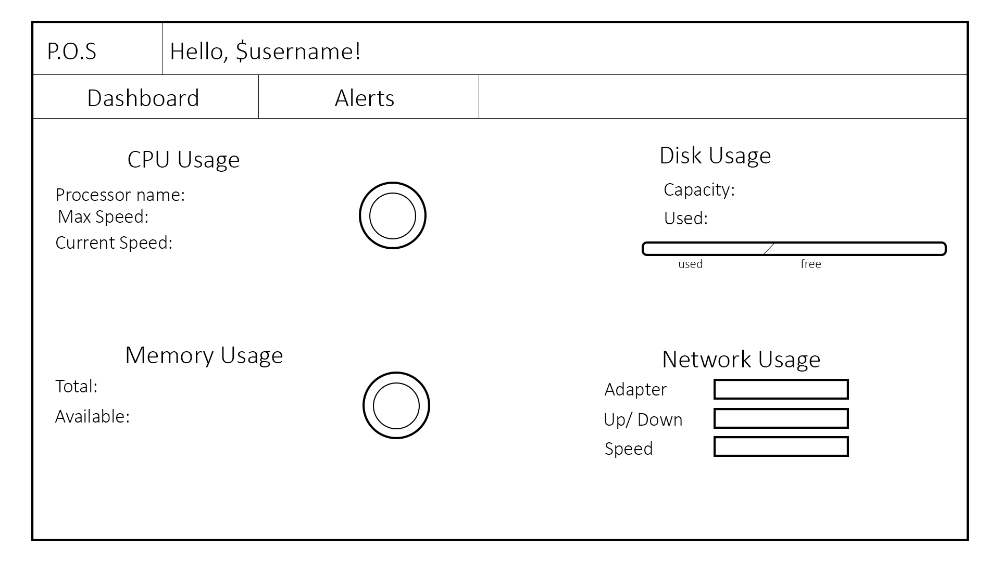 P.O.S
Hello, $username!
Dashboard
Alerts
CPU Usage
Processor name:
Max Speed:
Current Speed:
Disk Usage
Capacity:
Used:
used
free
Memory Usage
Total:
Available:
Network Usage
Adapter
Up/ Down
Speed